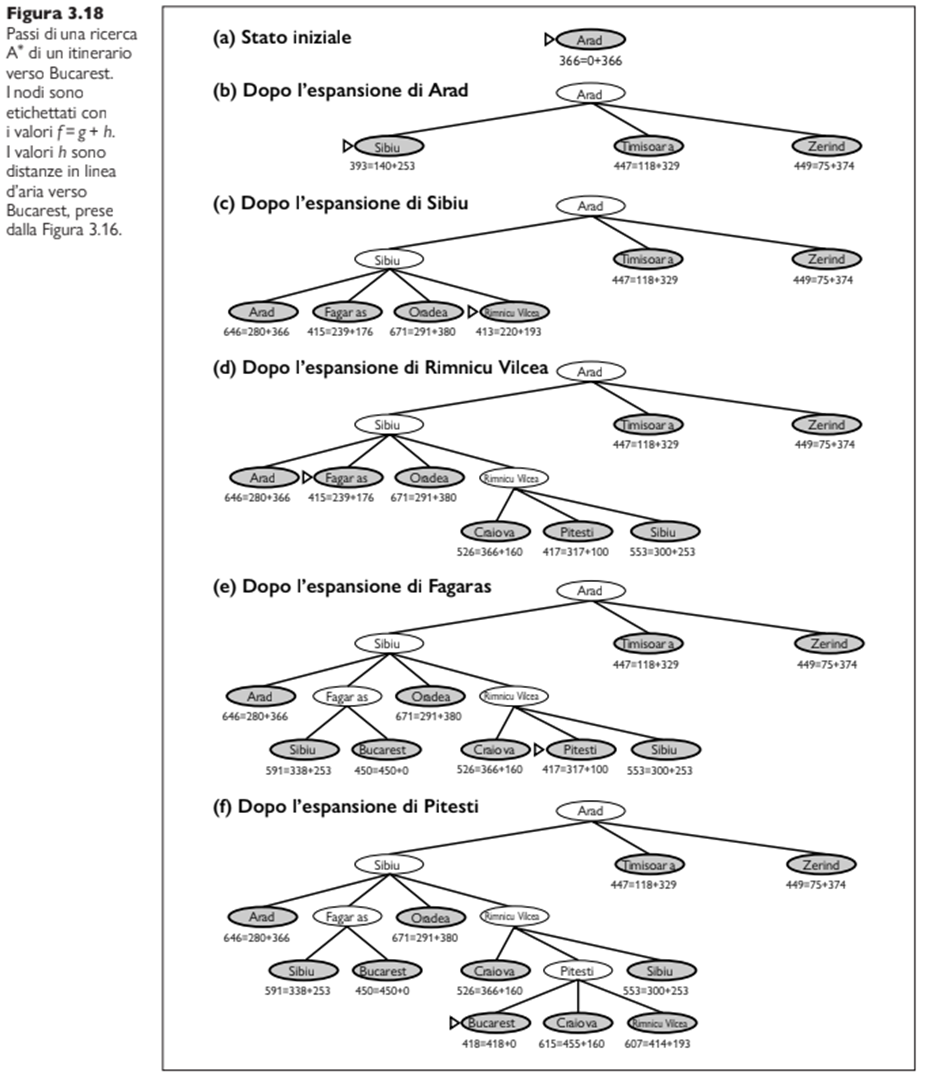 Figura 3.18
Passi di una ricerca
A* di un itinerario
verso Bucarest.
I nodi sono
etichettati con
i valori f = g + h.
I valori h sono
distanze in linea
d'aria verso
Bucarest, prese
dalla Figura 3.16.
(a) Stato iniziale
Arad
366=0+366
(b) Dopo l'espansione di Arad
Arad
Sibiu Timisoara Zerind
393=140+253 447=118+329 449=75+374
(c) Dopo l'espansione di Sibiu
Arad
Sibiu Timisoara Zerind
447=118+329 449=75+374
Arad Fagaras Oradea Rimnicu Vilcea
646=280+366 415=239+176 671=291+380 413=220+193
(d) Dopo l'espansione di Rimnicu Vilcea
Arad
Sibiu Timisoara Zerind
447=118+329 449=75+374
Arad Fagaras Oradea Rimnicu Vilcea
646=280+366 415=239+176 671=291+380
Craiova Pitesti Sibiu
526=366+160 417=317+100 553=300+253
(e) Dopo l'espansione di Fagaras
Arad
Sibiu Timisoara Zerind
447=118+329 449=75+374
Arad Fagaras Oradea Rimnicu Vilcea
646=280+366 671=291+380
Sibiu Bucarest Craiova Pitesti Sibiu
591=338+253 450=450+0 526=366+160 417=317+100 553=300+253
(f) Dopo l'espansione di Pitesti
Arad
Sibiu Timisoara Zerind
447=118+329 449=75+374
Arad Fagaras Oradea Rimnicu Vilcea
646=280+366 671=291+380
Sibiu Bucarest Craiova Pitesti Sibiu
591=338+253 450=450+0 526=366+160 553=300+253
Bucarest Craiova Rimnicu Vilcea
418=418+0 615=455+160 607=414+193